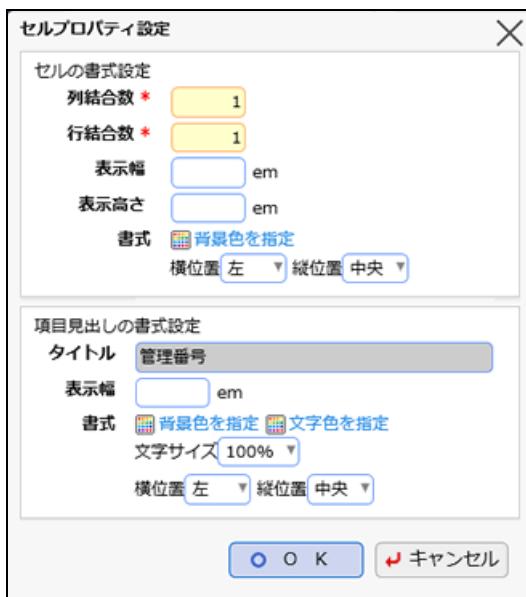 セルプロパティ設定
セルの書式設定
列結合数 * 1
行結合数 * 1
表示幅 em
表示高さ em
書式 背景色を指定
横位置 左 縦位置 中央
項目見出しの書式設定
タイトル 管理番号
表示幅 em
書式 背景色を指定 文字色を指定
文字サイズ 100%
横位置 左 縦位置 中央
O K キャンセル